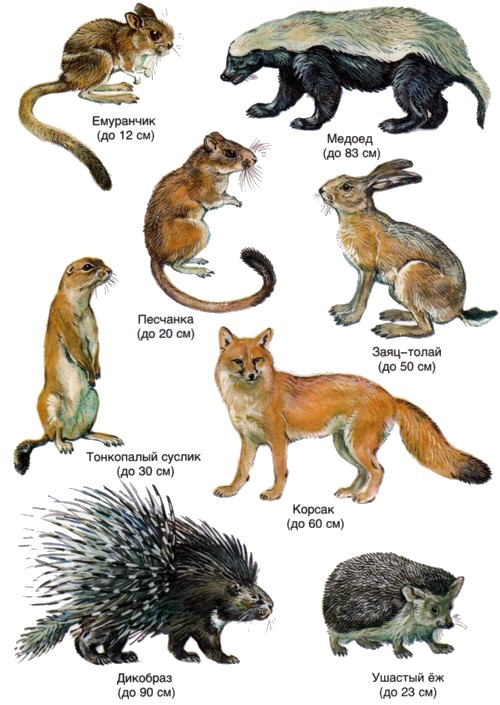 Емуранчик
(до 12 см)
Медоед
(до 83 см)
Песчанка
(до 20 см)
Заяц–толай
(до 50 см)
Тонкопалый суслик
(до 30 см)
Корсак
(до 60 см)
Дикобраз
(до 90 см)
Ушастый ёж
(до 23 см)